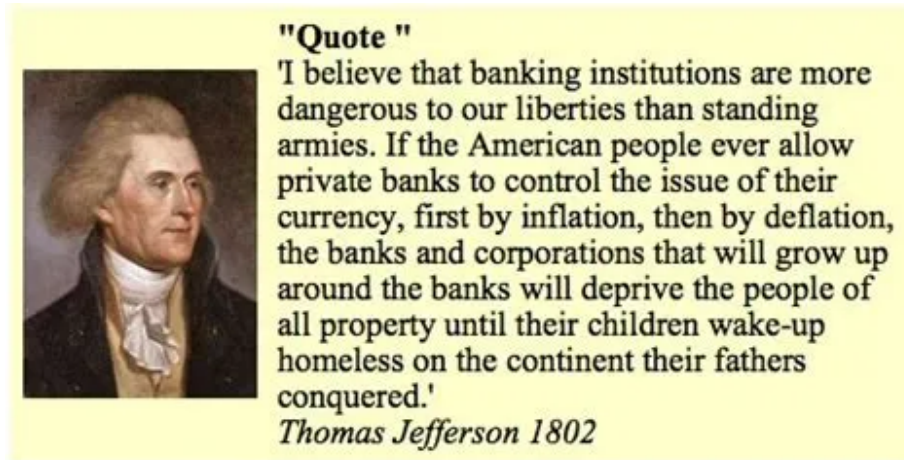 "Quote "
'I believe that banking institutions are more
dangerous to our liberties than standing
armies. If the American people ever allow
private banks to control the issue of their
currency, first by inflation, then by deflation,
the banks and corporations that will grow up
around the banks will deprive the people of
all property until their children wake-up
homeless on the continent their fathers
conquered.'
Thomas Jefferson 1802